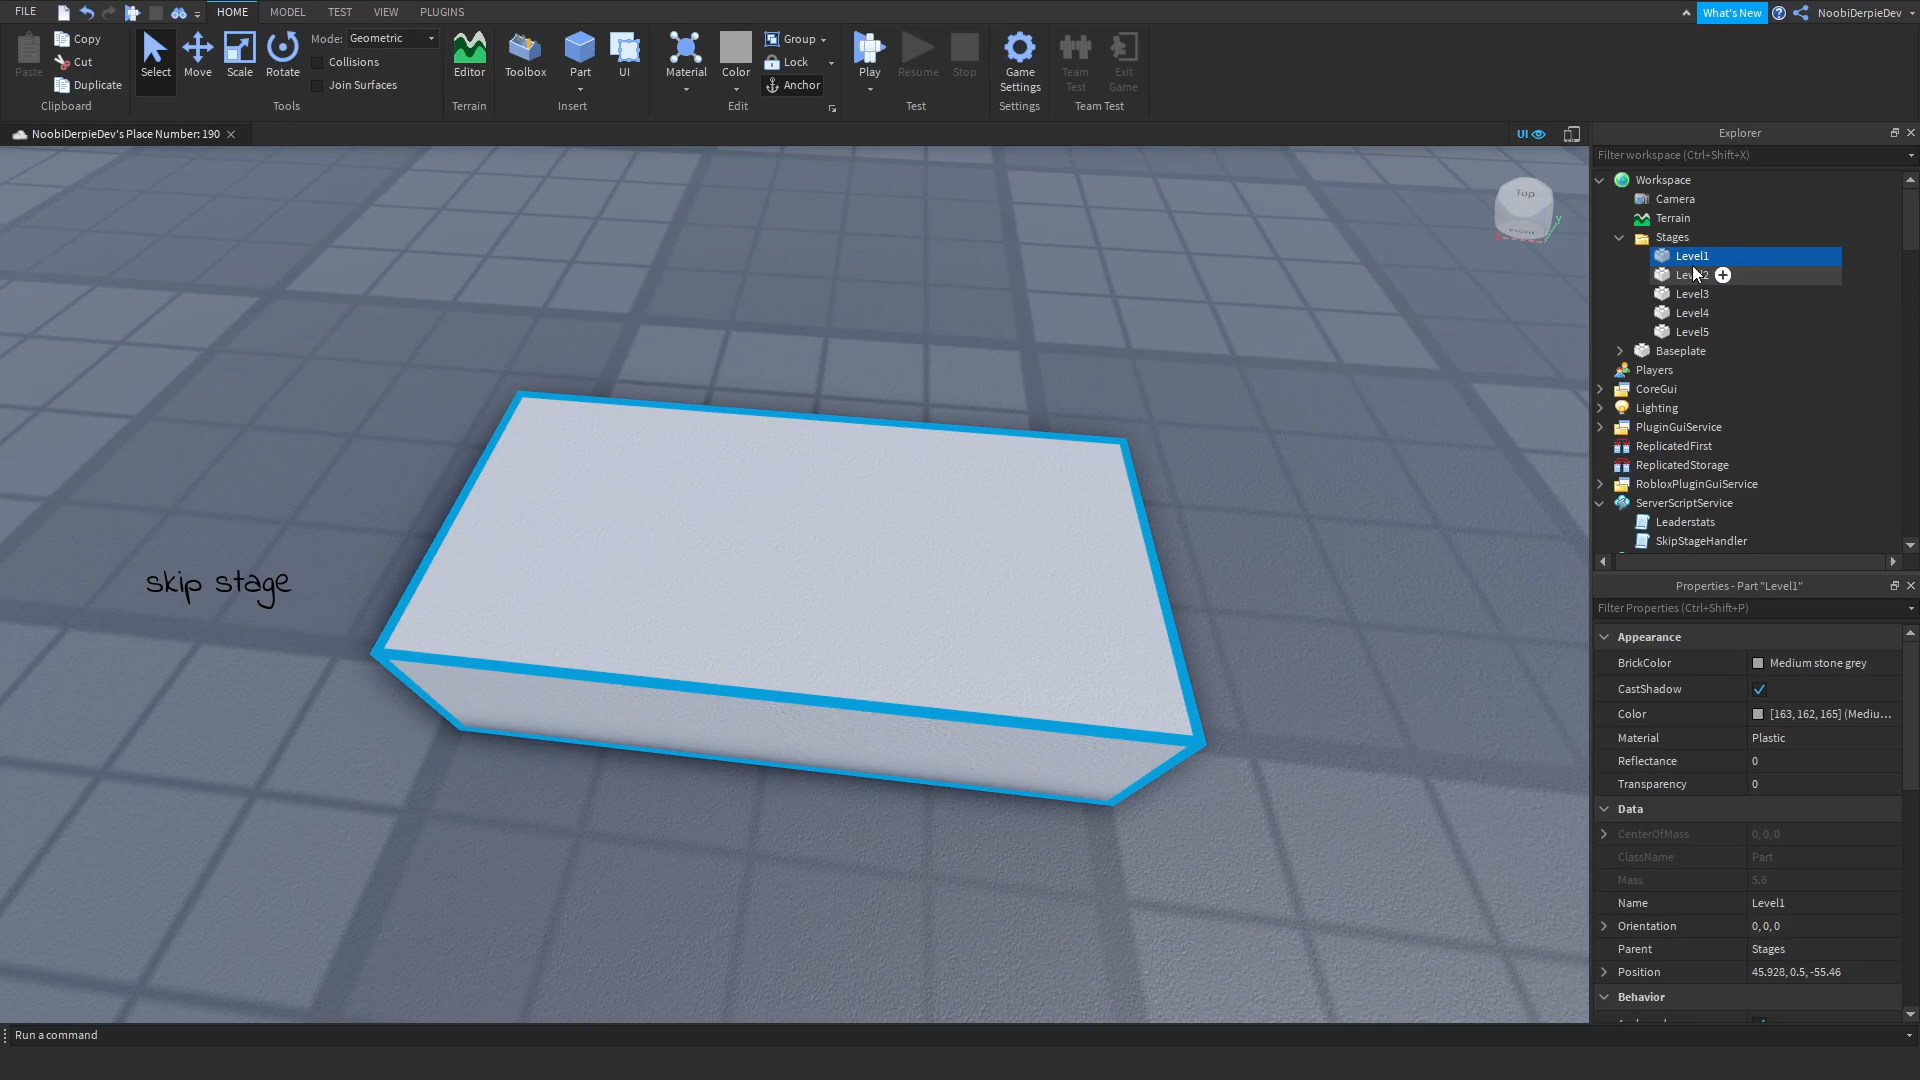 FILE
HOME
MODEL
TEST
VIEW
PLUGINS
What's New
NoobiDerpieDev
Paste
Copy
Cut
Duplicate
Clipboard
Select
Move
Scale
Rotate
Mode: Geometric
Collisions
Join Surfaces
Tools
Editor
Terrain
Toolbox
Part
UI
Insert
Material
Color
Group
Lock
Anchor
Edit
Play
Resume
Stop
Test
Game
Settings
Settings
Team
Test
Exit
Game
Team Test
NoobiDerpieDev's Place Number: 190
UI
Top
Front
y
skip stage
Explorer
Filter workspace (Ctrl+Shift+X)
Workspace
Camera
Terrain
Stages
Level1
Level3
Level4
Level5
Baseplate
Players
CoreGui
Lighting
PluginGuiService
ReplicatedFirst
ReplicatedStorage
RobloxPluginGuiService
ServerScriptService
Leaderstats
SkipStageHandler
Properties - Part "Level1"
Filter Properties (Ctrl+Shift+P)
Appearance
BrickColor Medium stone grey
CastShadow
Color [163, 162, 165] (Mediu...
Material Plastic
Reflectance 0
Transparency 0
Data
CenterOfMass 0, 0, 0
ClassName Part
Mass 5.6
Name Level1
Orientation 0, 0, 0
Parent Stages
Position 45.928, 0.5, -55.46
Behavior
Run a command